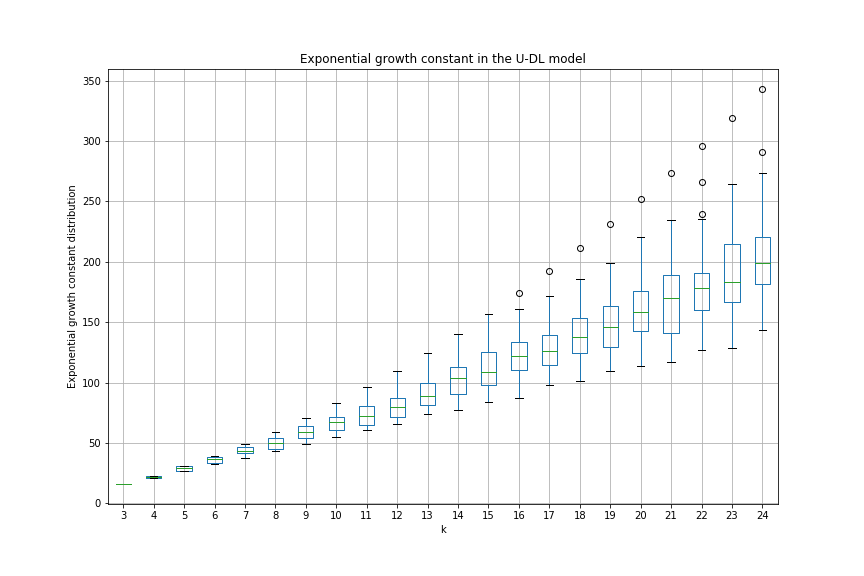 Exponential growth constant in the U-DL model
Exponential growth constant distribution
350
300
250
200
150
100
50
0
3 4 5 6 7 8 9 10 11 12 13 14 15 16 17 18 19 20 21 22 23 24
k